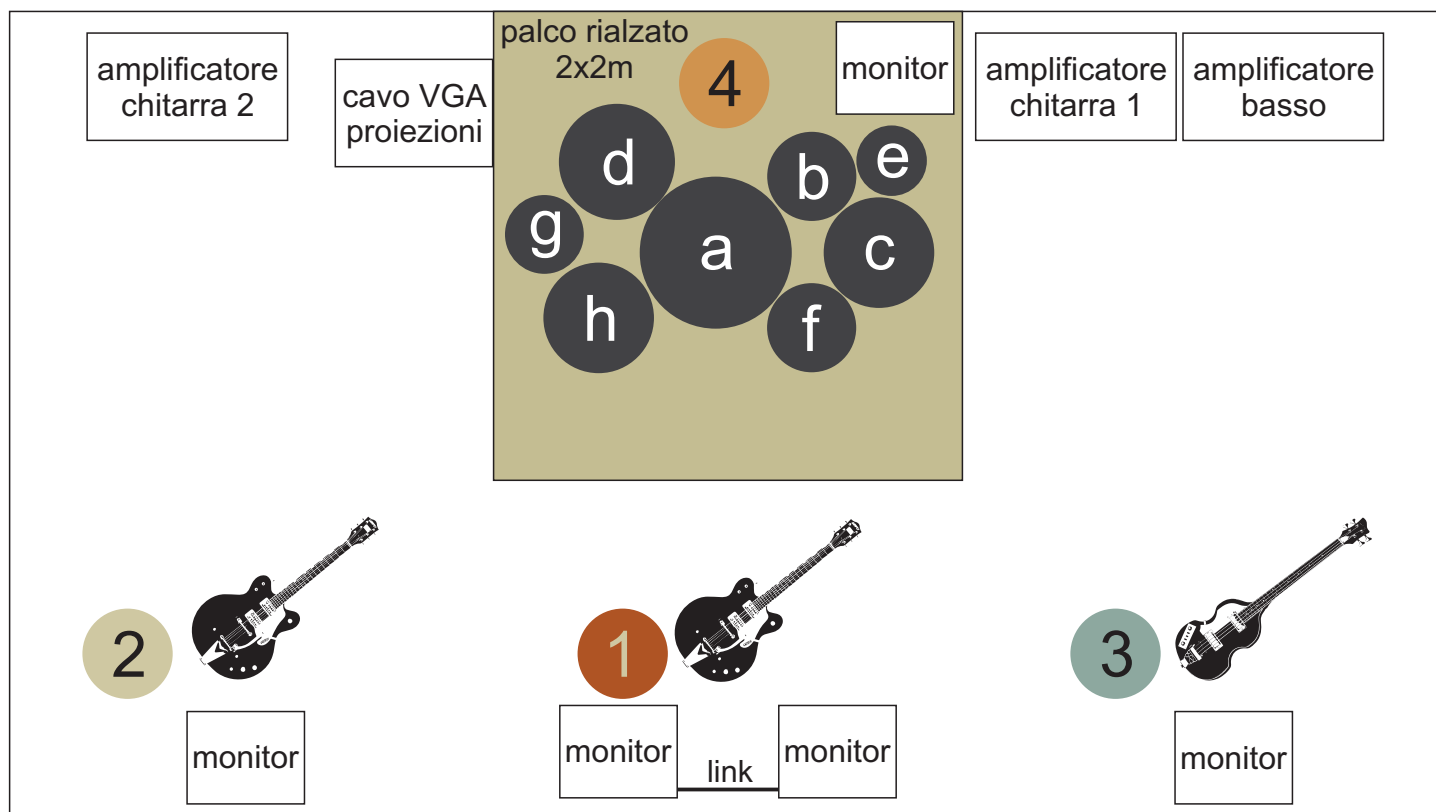 palco rialzato
2x2m
4
monitor
amplificatore
chitarra 2
cavo VGA
proiezioni
amplificatore
chitarra 1
amplificatore
basso
d
b
e
g
a
c
h
f
2
1
3
monitor
monitor
link
monitor
monitor